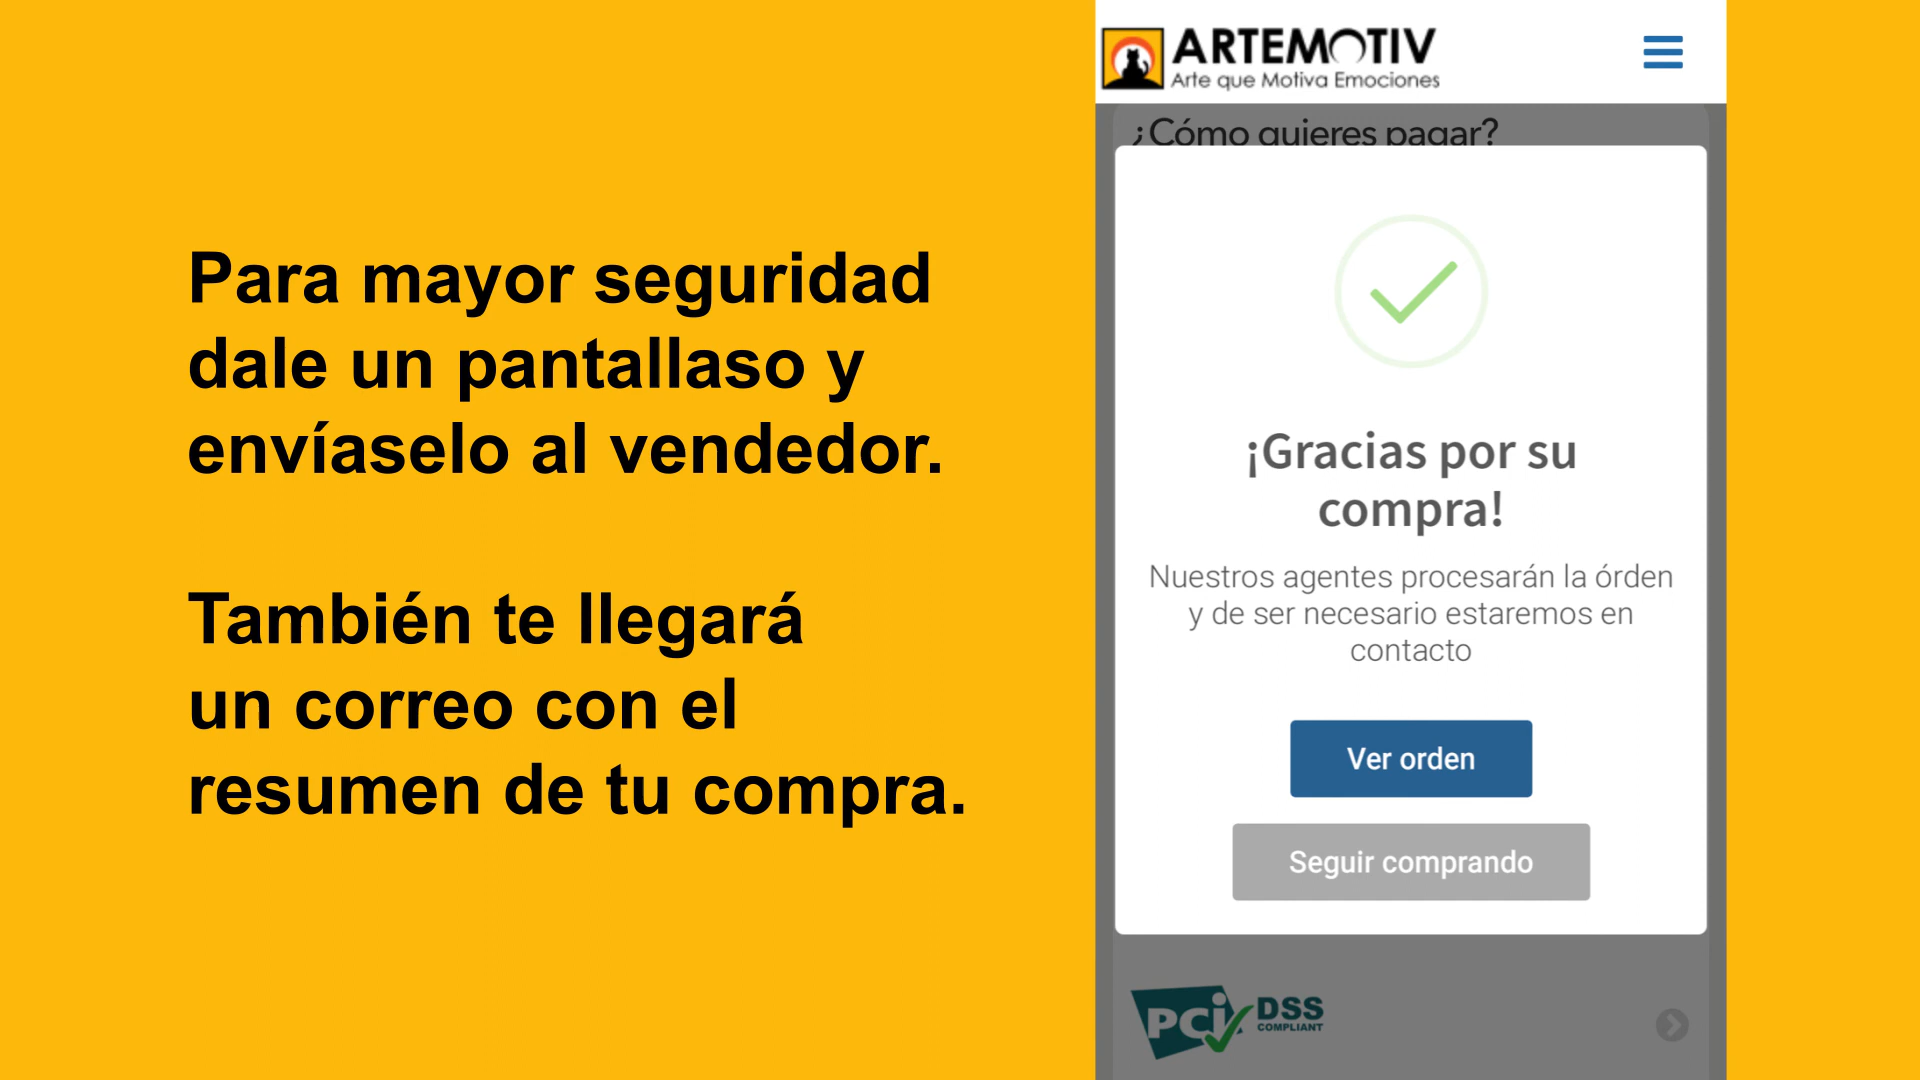 Para mayor seguridad
dale un pantallaso y
envíaselo al vendedor.
También te llegará
un correo con el
resumen de tu compra.
ARTEMOTIV
Arte que Motiva Emociones
¿Cómo quieres pagar?
¡Gracias por su
compra!
Nuestros agentes procesarán la órden
y de ser necesario estaremos en
contacto
Ver orden
Seguir comprando
PCi DSS
COMPLIANT